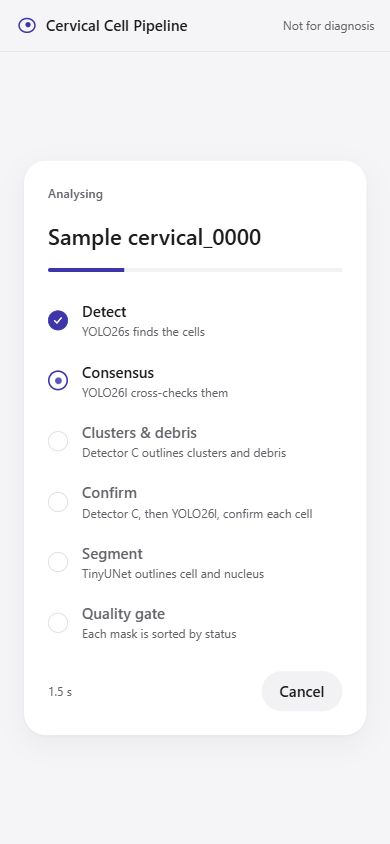 Cervical Cell Pipeline
Not for diagnosis
Analysing
Sample cervical_0000
Detect
YOLO26s finds the cells
Consensus
YOLO26l cross-checks them
Clusters & debris
Detector C outlines clusters and debris
Confirm
Detector C, then YOLO26l, confirm each cell
Segment
TinyUNet outlines cell and nucleus
Quality gate
Each mask is sorted by status
1.5 s
Cancel